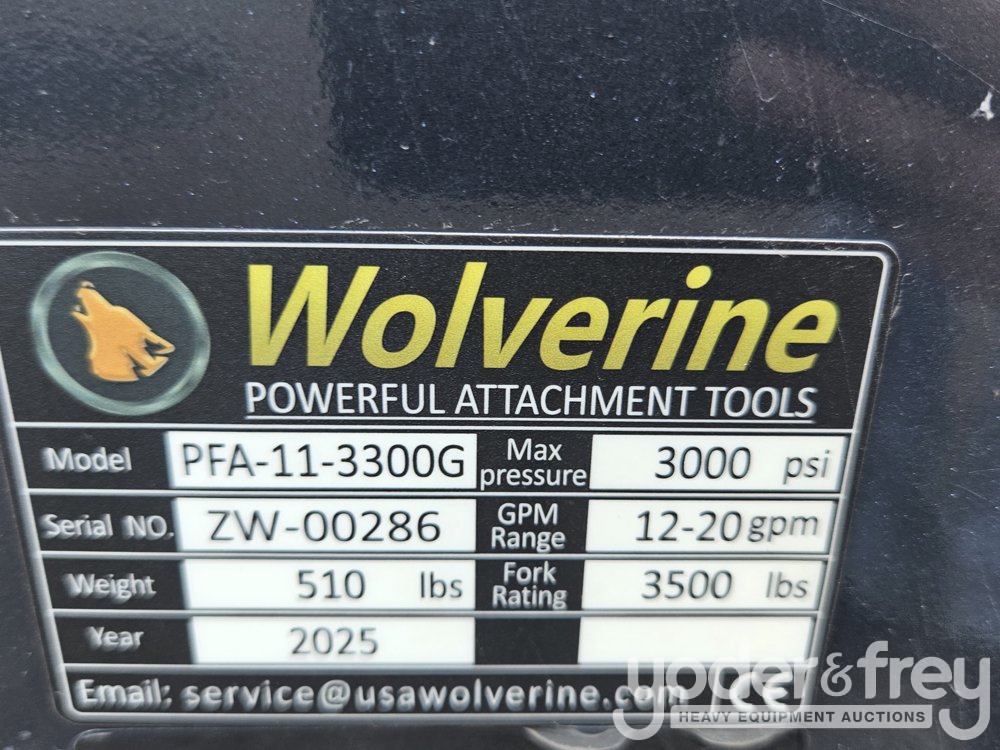 Wolverine
POWERFUL ATTACHMENT TOOLS
Model PFA-11-3300G Max pressure 3000 psi
Serial NO. ZW-00286 GPM Range 12-20 gpm
Weight 510 lbs Fork Rating 3500 lbs
Year 2025
Email: service@usawolverine.com CE
yoder&frey
HEAVY EQUIPMENT AUCTIONS